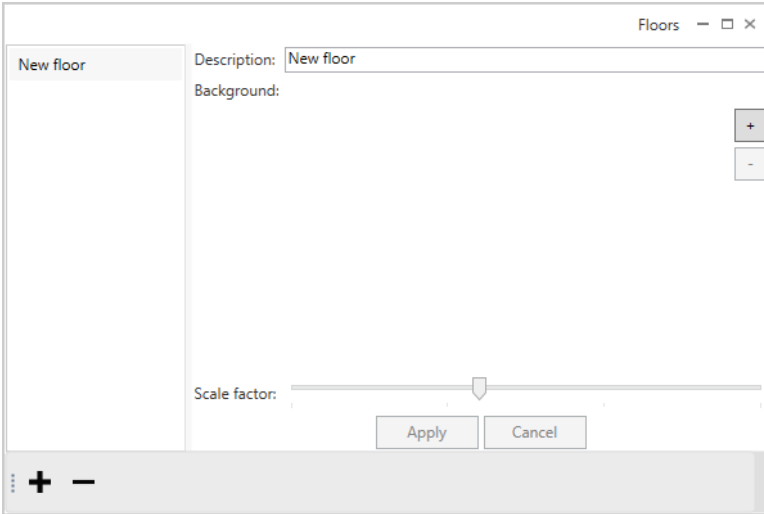 Floors
New floor
Description: New floor
Background:
+
-
Scale factor:
Apply Cancel